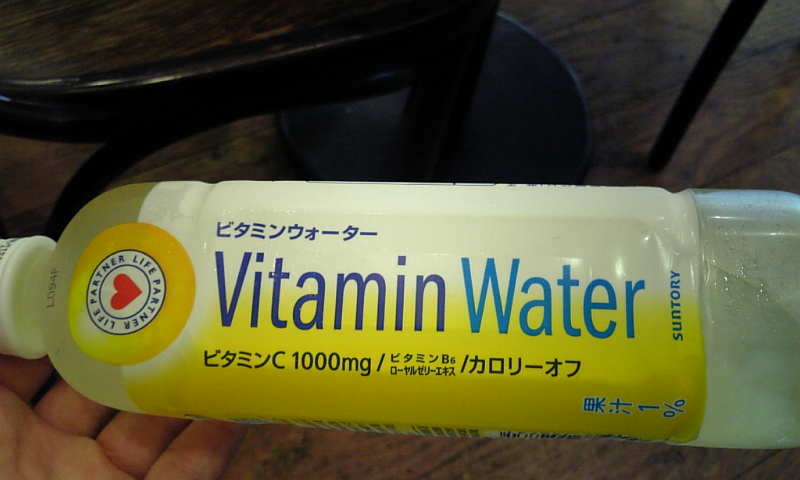 ビタミンウォーター
Vitamin Water
ビタミンC 1000mg / ビタミンB6 ローヤルゼリーエキス / カロリーオフ
果汁1%
SUNTORY
LIFE PARTNER LIFE PARTNER